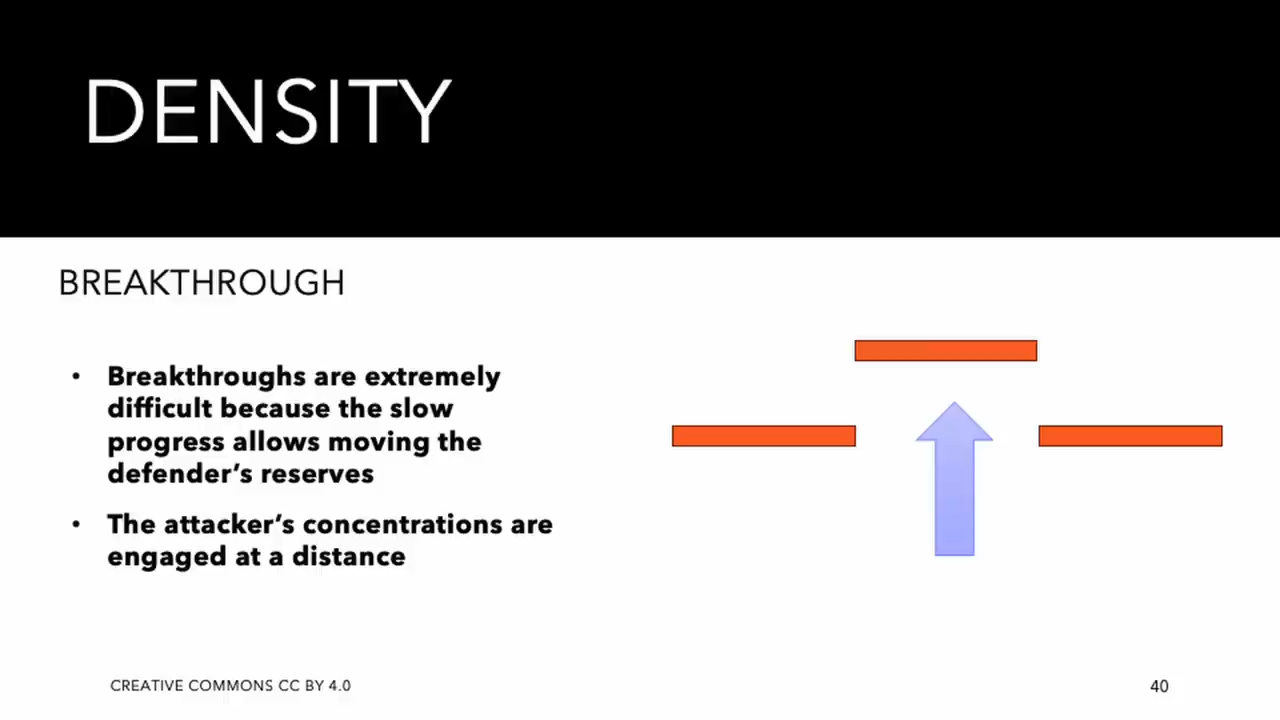 DENSITY
BREAKTHROUGH
• Breakthroughs are extremely
difficult because the slow
progress allows moving the
defender’s reserves
• The attacker’s concentrations are
engaged at a distance
CREATIVE COMMONS CC BY 4.0
40